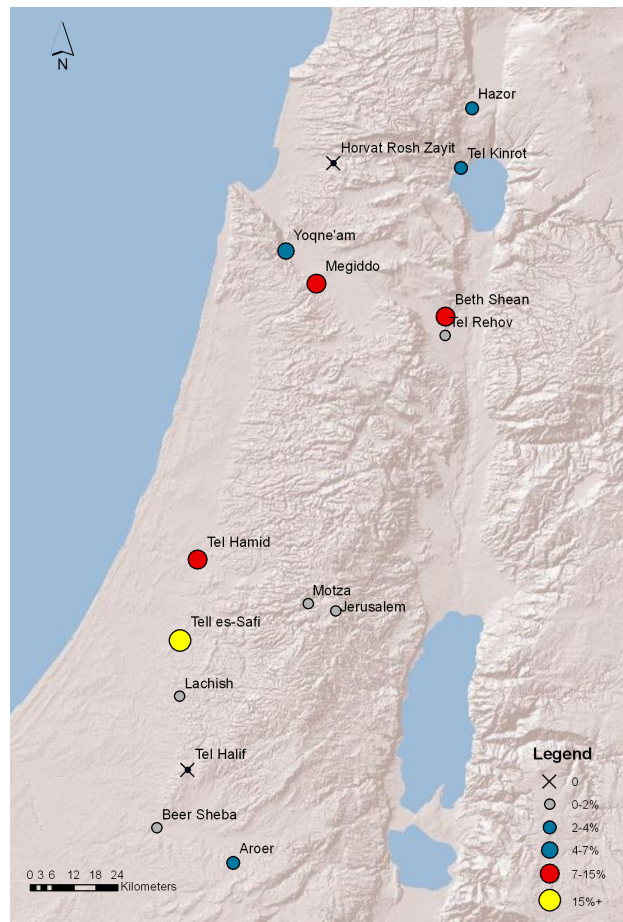 N
Hazor
Horvat Rosh Zayit
Tel Kinrot
Yoqne'am
Megiddo
Beth Shean
Tel Rehov
Tel Hamid
Motza
Jerusalem
Tell es-Safi
Lachish
Tel Halif
Beer Sheba
Aroer
Legend
0
0-2%
2-4%
4-7%
7-15%
15%+
0 3 6 12 18 24
Kilometers